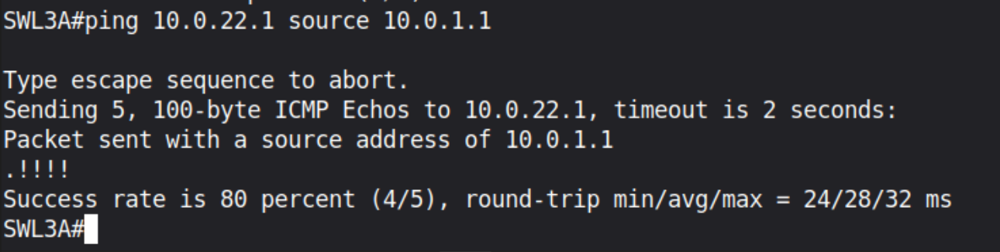 SWL3A#ping 10.0.22.1 source 10.0.1.1
Type escape sequence to abort.
Sending 5, 100-byte ICMP Echos to 10.0.22.1, timeout is 2 seconds:
Packet sent with a source address of 10.0.1.1
.!!!!
Success rate is 80 percent (4/5), round-trip min/avg/max = 24/28/32 ms
SWL3A#